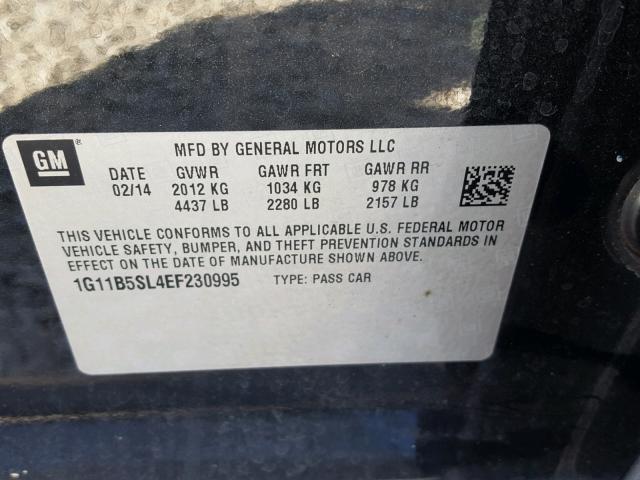 GM ®
MFD BY GENERAL MOTORS LLC
DATE GVWR GAWR FRT GAWR RR
02/14 2012 KG 1034 KG 978 KG
4437 LB 2280 LB 2157 LB
THIS VEHICLE CONFORMS TO ALL APPLICABLE U.S. FEDERAL MOTOR
VEHICLE SAFETY, BUMPER, AND THEFT PREVENTION STANDARDS IN
EFFECT ON THE DATE OF MANUFACTURE SHOWN ABOVE.
1G11B5SL4EF230995 TYPE: PASS CAR